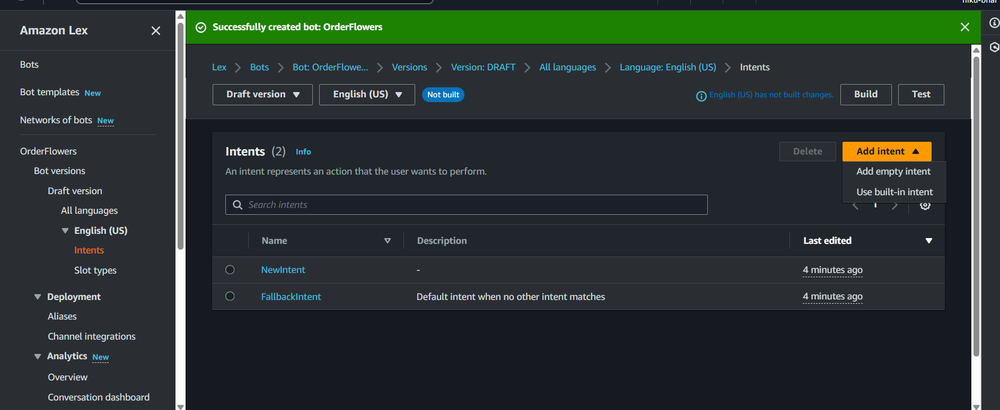 niku-bhai
Amazon Lex
Bots
Bot templates New
Networks of bots New
OrderFlowers
Bot versions
Draft version
All languages
English (US)
Intents
Slot types
Deployment
Aliases
Channel integrations
Analytics New
Overview
Conversation dashboard
Successfully created bot: OrderFlowers
Lex Bots Bot: OrderFlowe... Versions Version: DRAFT All languages Language: English (US) Intents
Draft version English (US) Not built English (US) has not built changes. Build Test
Intents (2) Info Delete Add intent
An intent represents an action that the user wants to perform.
Add empty intent
Use built-in intent
Search intents
1
Name Description Last edited
NewIntent - 4 minutes ago
FallbackIntent Default intent when no other intent matches 4 minutes ago